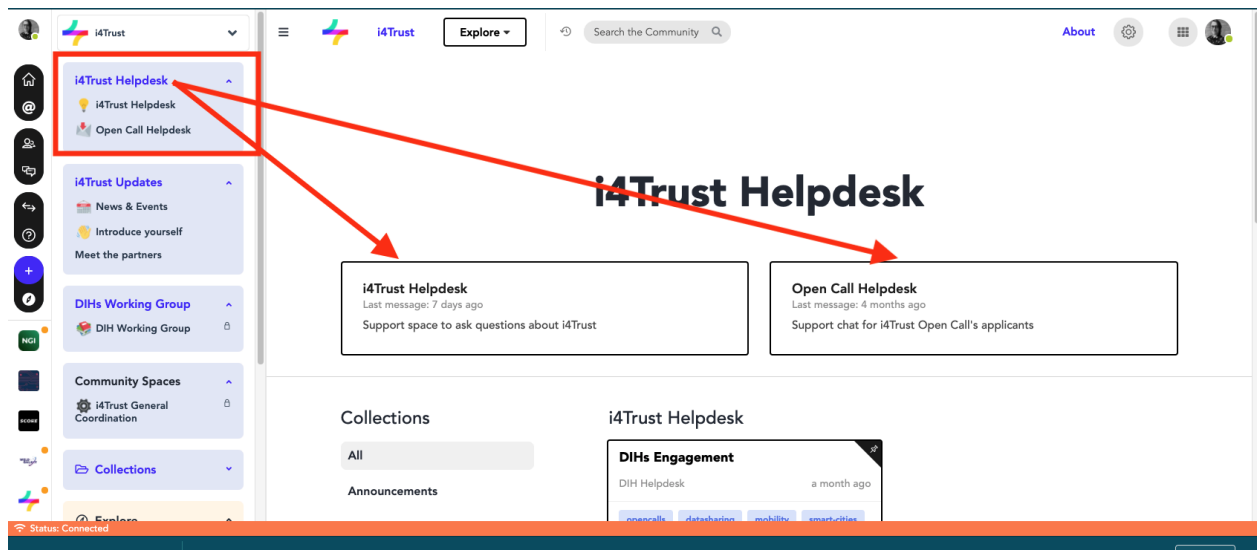 i4Trust
i4Trust Helpdesk
i4Trust Helpdesk
Open Call Helpdesk
i4Trust Updates
News & Events
Introduce yourself
Meet the partners
DIHs Working Group
DIH Working Group
Community Spaces
i4Trust General
Coordination
Collections
Explore
@
NGI
i4Trust
Explore
Search the Community
About
i4Trust Helpdesk
i4Trust Helpdesk
Last message: 7 days ago
Support space to ask questions about i4Trust
Open Call Helpdesk
Last message: 4 months ago
Support chat for i4Trust Open Call's applicants
Collections
All
Announcements
i4Trust Helpdesk
DIHs Engagement
DIH Helpdesk
a month ago
opencalls datasharing mobility smart-cities
Status: Connected